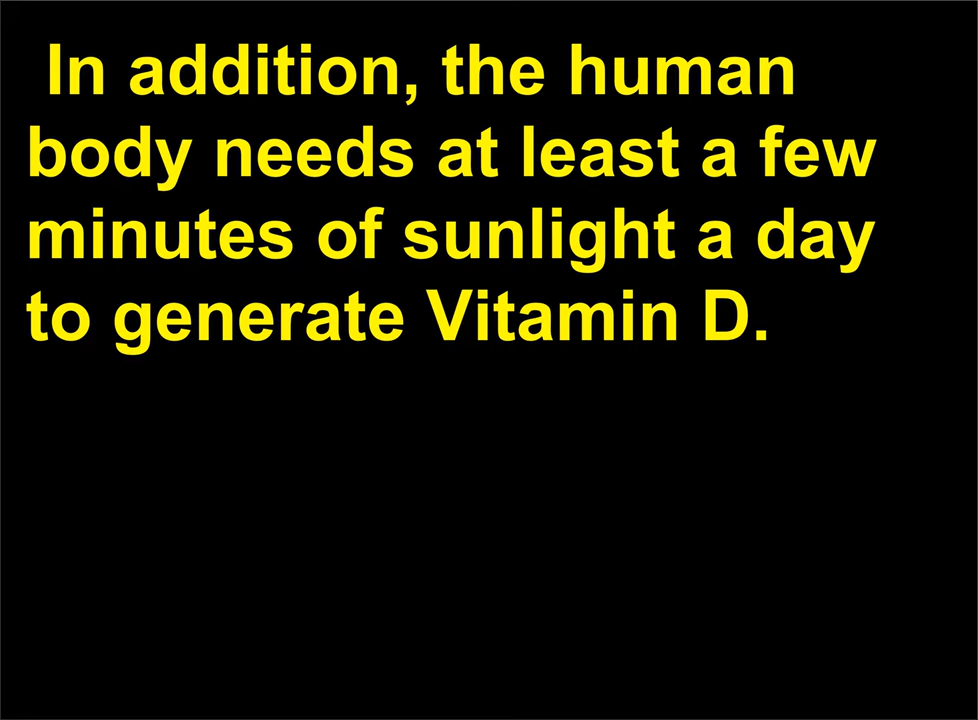 In addition, the human
body needs at least a few
minutes of sunlight a day
to generate Vitamin D.